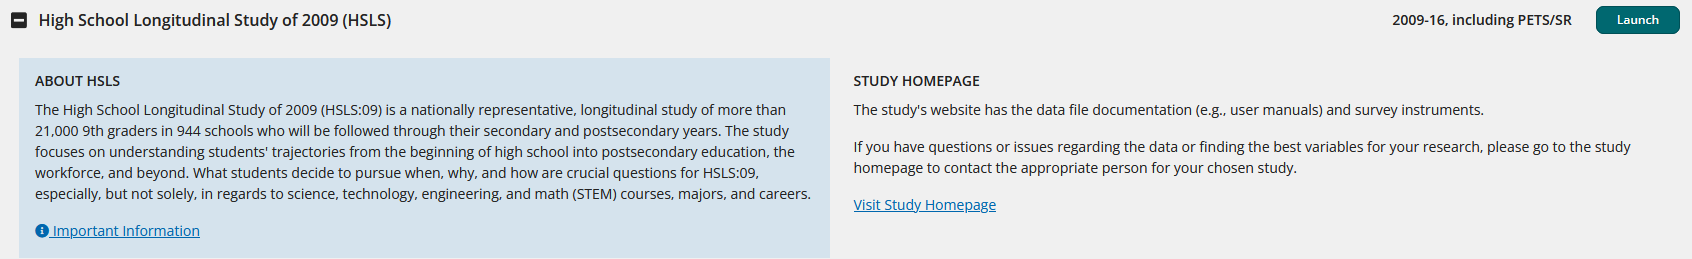 High School Longitudinal Study of 2009 (HSLS)
2009-16, including PETS/SR
Launch
ABOUT HSLS
The High School Longitudinal Study of 2009 (HSLS:09) is a nationally representative, longitudinal study of more than
21,000 9th graders in 944 schools who will be followed through their secondary and postsecondary years. The study
focuses on understanding students' trajectories from the beginning of high school into postsecondary education, the
workforce, and beyond. What students decide to pursue when, why, and how are crucial questions for HSLS:09,
especially, but not solely, in regards to science, technology, engineering, and math (STEM) courses, majors, and careers.
Important Information
STUDY HOMEPAGE
The study's website has the data file documentation (e.g., user manuals) and survey instruments.
If you have questions or issues regarding the data or finding the best variables for your research, please go to the study
homepage to contact the appropriate person for your chosen study.
Visit Study Homepage